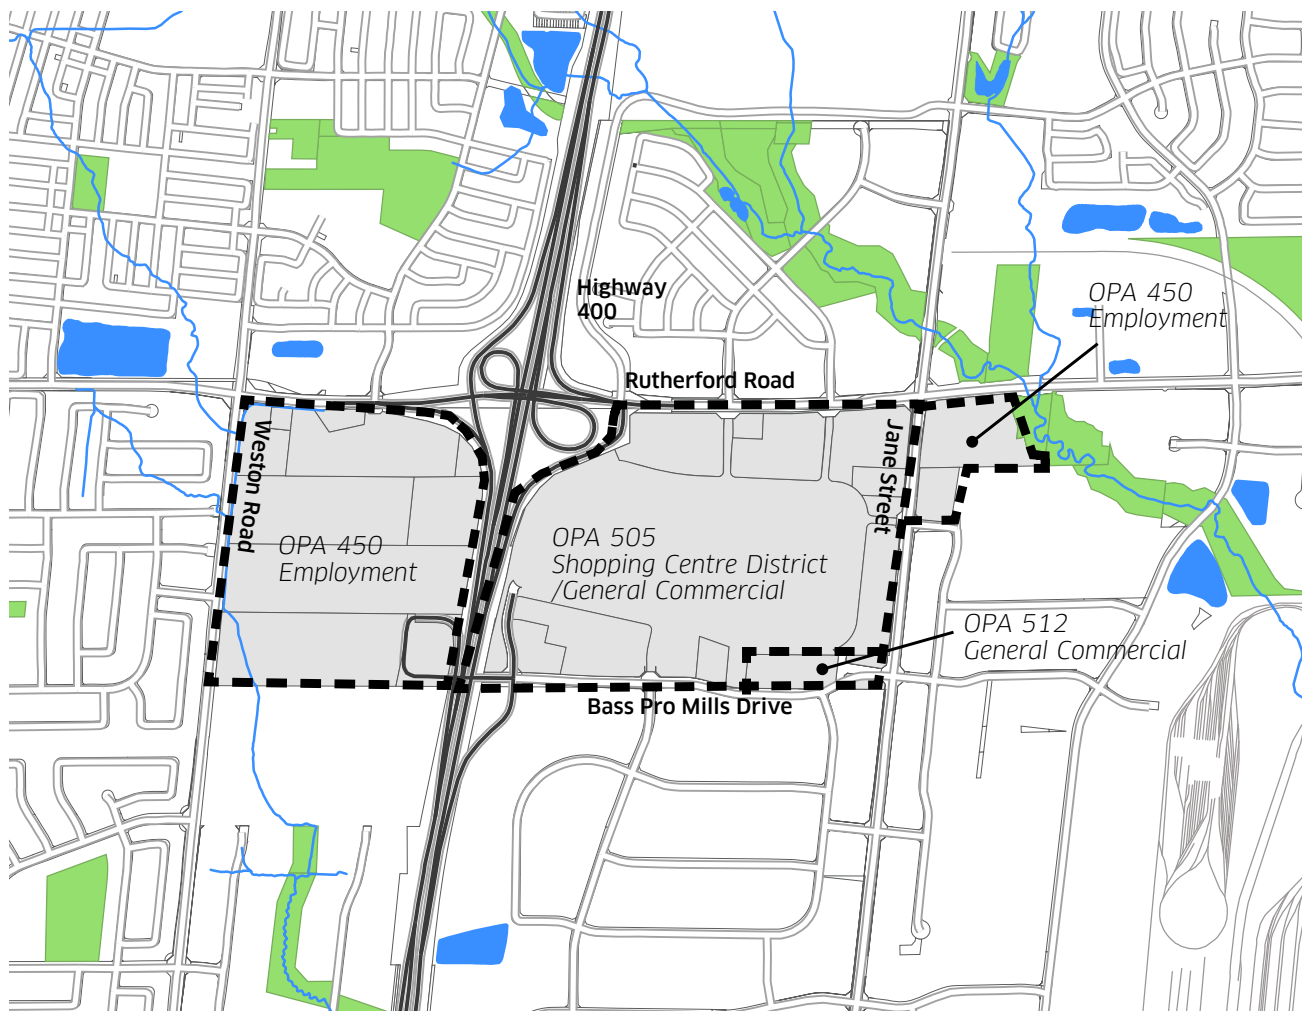 Highway
400
OPA 450
Employment
Rutherford Road
Weston Road
Jane Street
OPA 450
Employment
OPA 505
Shopping Centre District
/General Commercial
OPA 512
General Commercial
Bass Pro Mills Drive